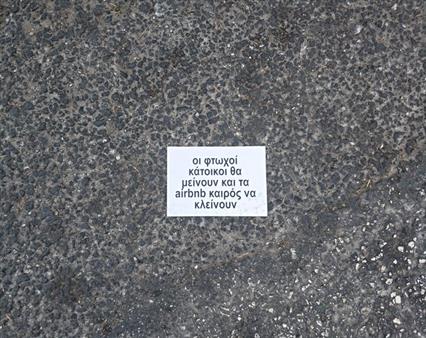 οι φτωχοί
κάτοικοι θα
μείνουν και τα
airbnb καιρός να
κλείνουν